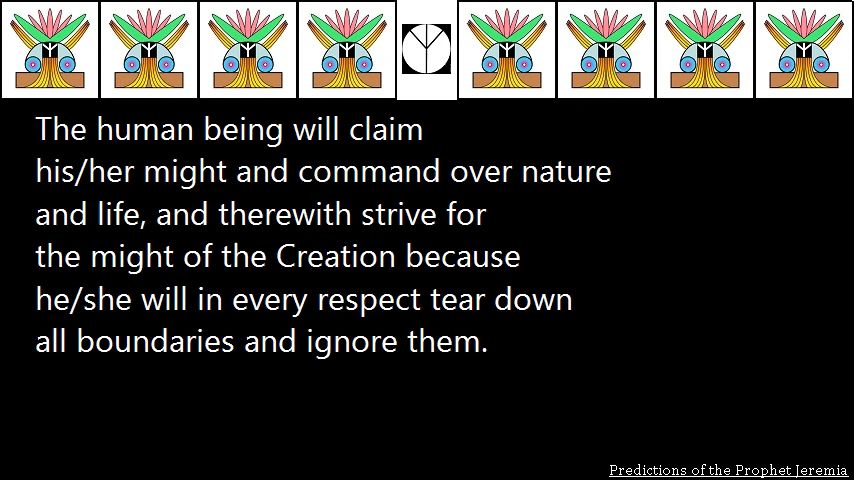 The human being will claim
his/her might and command over nature
and life, and therewith strive for
the might of the Creation because
he/she will in every respect tear down
all boundaries and ignore them.
Predictions of the Prophet Jeremia